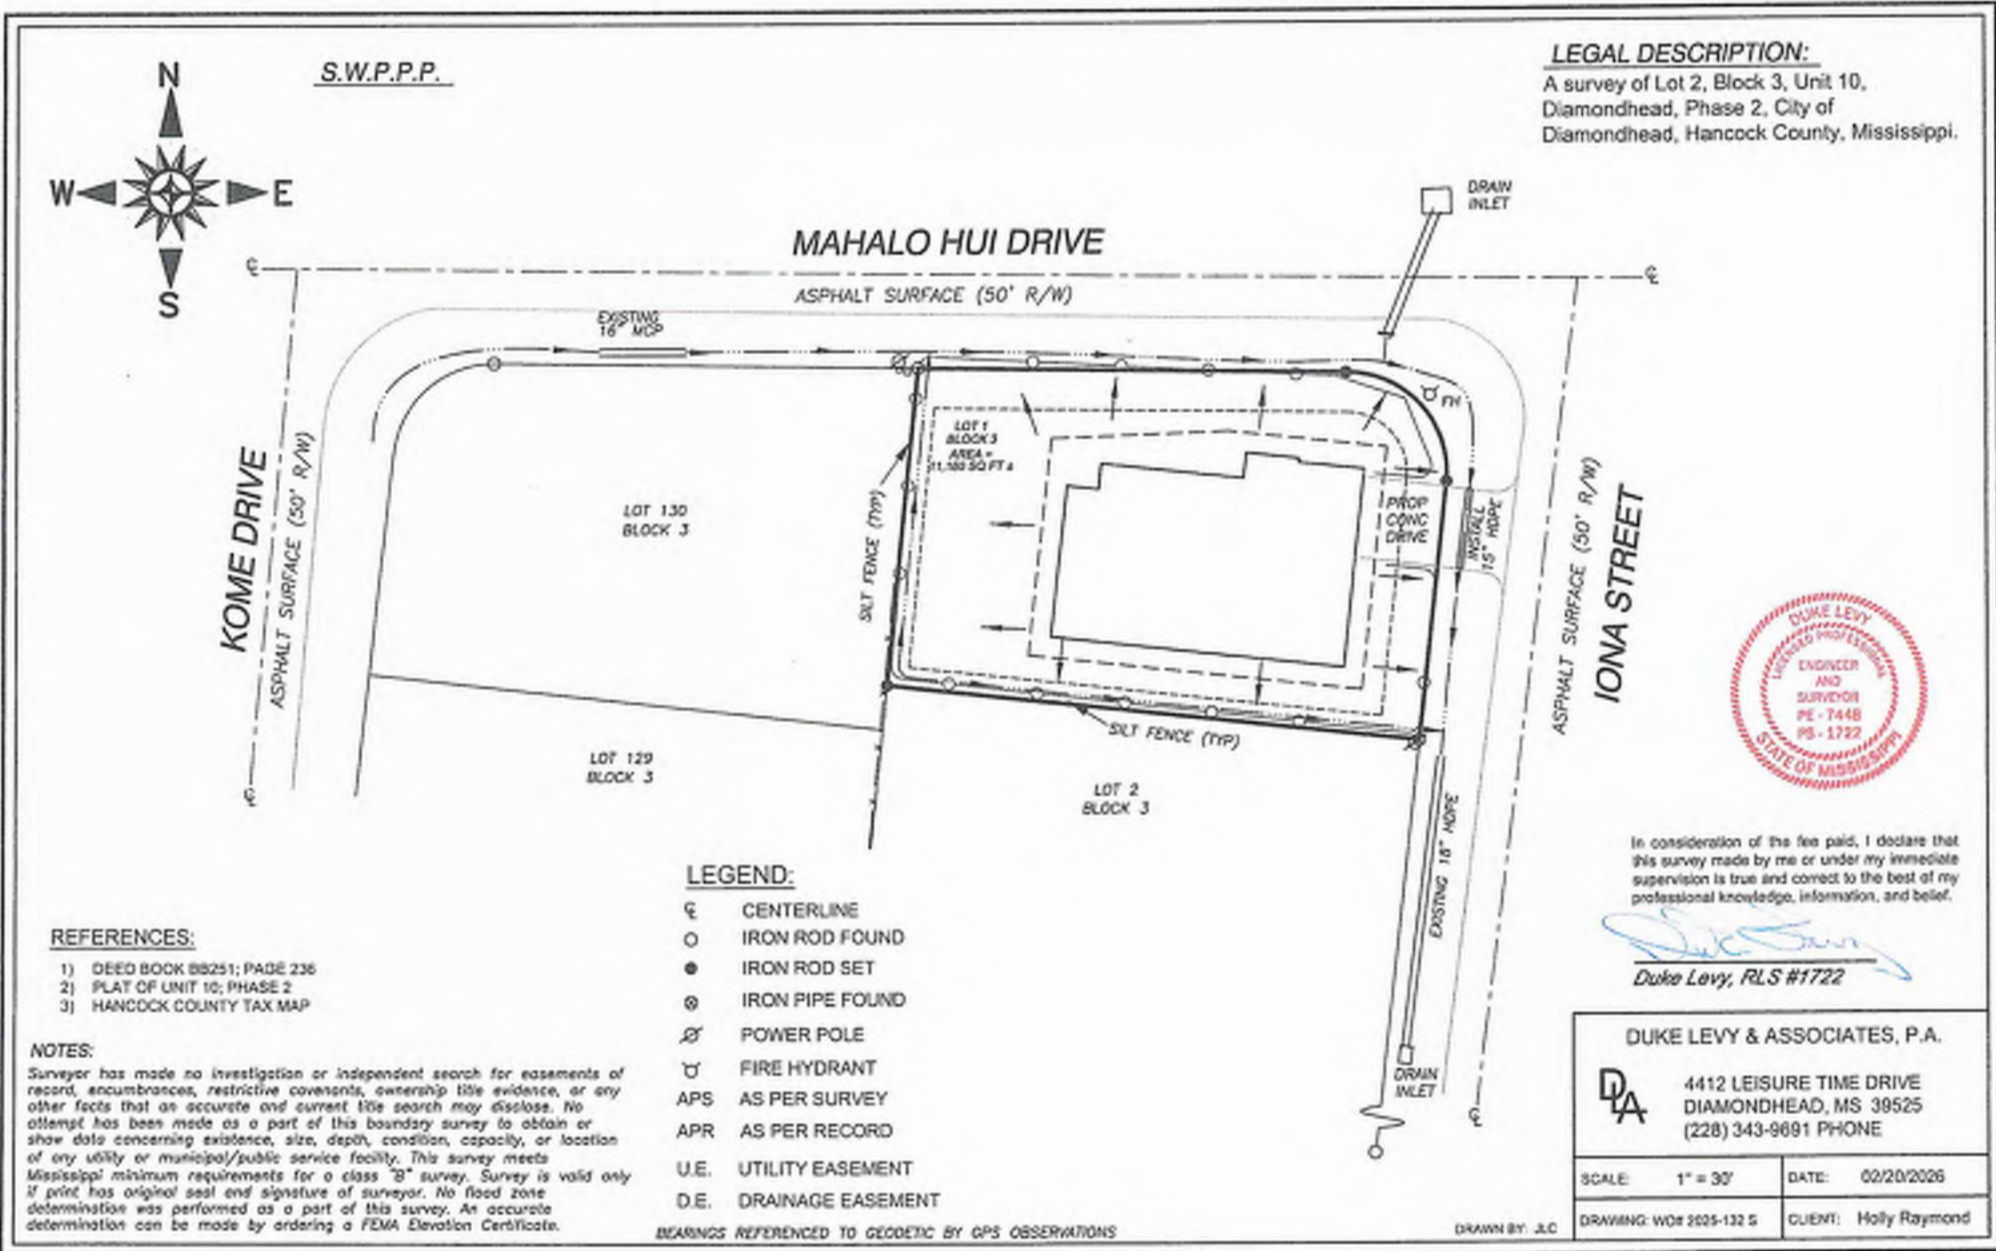 S.W.P.P.P.
LEGAL DESCRIPTION:
A survey of Lot 2, Block 3, Unit 10,
Diamondhead, Phase 2, City of
Diamondhead, Hancock County, Mississippi.
N
W
E
S
DRAIN
INLET
MAHALO HUI DRIVE
ASPHALT SURFACE (50' R/W)
EXISTING
16" MCP
FH
LOT 1
BLOCK 3
AREA =
11,160 SQ FT ±
KOME DRIVE
ASPHALT SURFACE (50' R/W)
LOT 130
BLOCK 3
SILT FENCE (TYP)
PROP
CONC
DRIVE
INSTALL
15" HDPE
ASPHALT SURFACE (50' R/W)
IONA STREET
SILT FENCE (TYP)
LOT 129
BLOCK 3
LOT 2
BLOCK 3
EXISTING 18" HDPE
DRAIN
INLET
DUKE LEVY
LICENSED PROFESSIONAL
ENGINEER
AND
SURVEYOR
PE - 7448
PS - 1722
STATE OF MISSISSIPPI
In consideration of the fee paid, I declare that
this survey made by me or under my immediate
supervision is true and correct to the best of my
professional knowledge, information, and belief.
Duke Levy
Duke Levy, RLS #1722
LEGEND:
CENTERLINE
IRON ROD FOUND
IRON ROD SET
IRON PIPE FOUND
POWER POLE
FIRE HYDRANT
APS AS PER SURVEY
APR AS PER RECORD
U.E. UTILITY EASEMENT
D.E. DRAINAGE EASEMENT
REFERENCES:
1) DEED BOOK BB251; PAGE 236
2) PLAT OF UNIT 10; PHASE 2
3) HANCOCK COUNTY TAX MAP
NOTES:
Surveyor has made no investigation or independent search for easements of
record, encumbrances, restrictive covenants, ownership title evidence, or any
other facts that an accurate and current title search may disclose. No
attempt has been made as a part of this boundary survey to obtain or
show data concerning existence, size, depth, condition, capacity, or location
of any utility or municipal/public service facility. This survey meets
Mississippi minimum requirements for a class "B" survey. Survey is valid only
if print has original seal and signature of surveyor. No flood zone
determination was performed as a part of this survey. An accurate
determination can be made by ordering a FEMA Elevation Certificate.
BEARINGS REFERENCED TO GEODETIC BY GPS OBSERVATIONS
DRAWN BY: JLC
DUKE LEVY & ASSOCIATES, P.A.
DLA
4412 LEISURE TIME DRIVE
DIAMONDHEAD, MS 39525
(228) 343-9691 PHONE
SCALE: 1" = 30'
DATE: 02/20/2026
DRAWING: WO# 2025-132 S
CLIENT: Holly Raymond